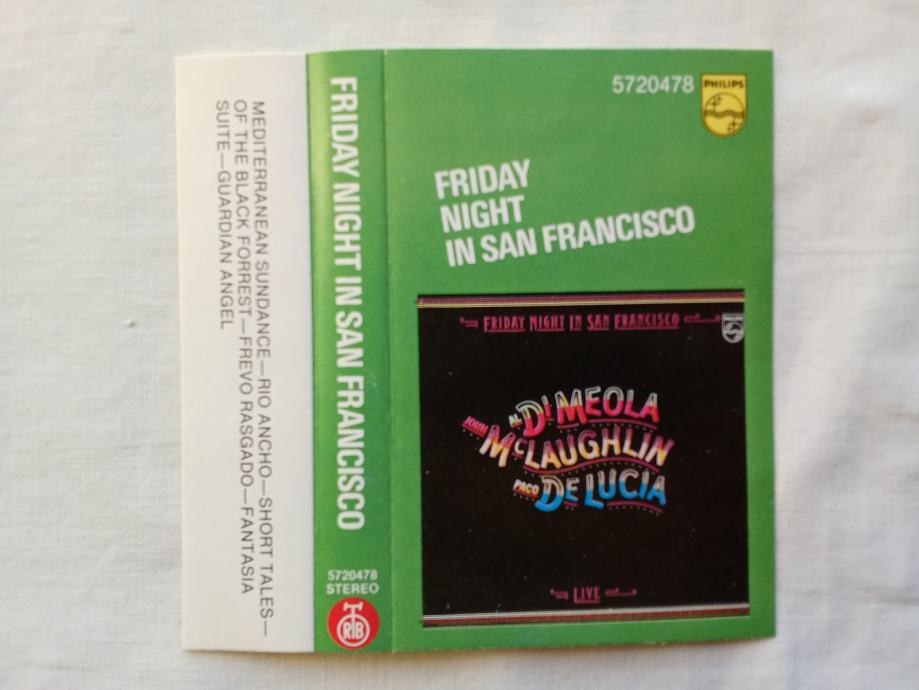 MEDITERRANEAN SUNDANCE—RIO ANCHO—SHORT TALES—
OF THE BLACK FORREST—FREVO RASGADO—FANTASIA
SUITE—GUARDIAN ANGEL
FRIDAY NIGHT IN SAN FRANCISCO
5720478
STEREO
RTB
5720478
PHILIPS
FRIDAY
NIGHT
IN SAN FRANCISCO
FRIDAY NIGHT IN SAN FRANCISCO
PHILIPS
AL DI MEOLA
JOHN MCLAUGHLIN
PACO DE LUCIA
LIVE